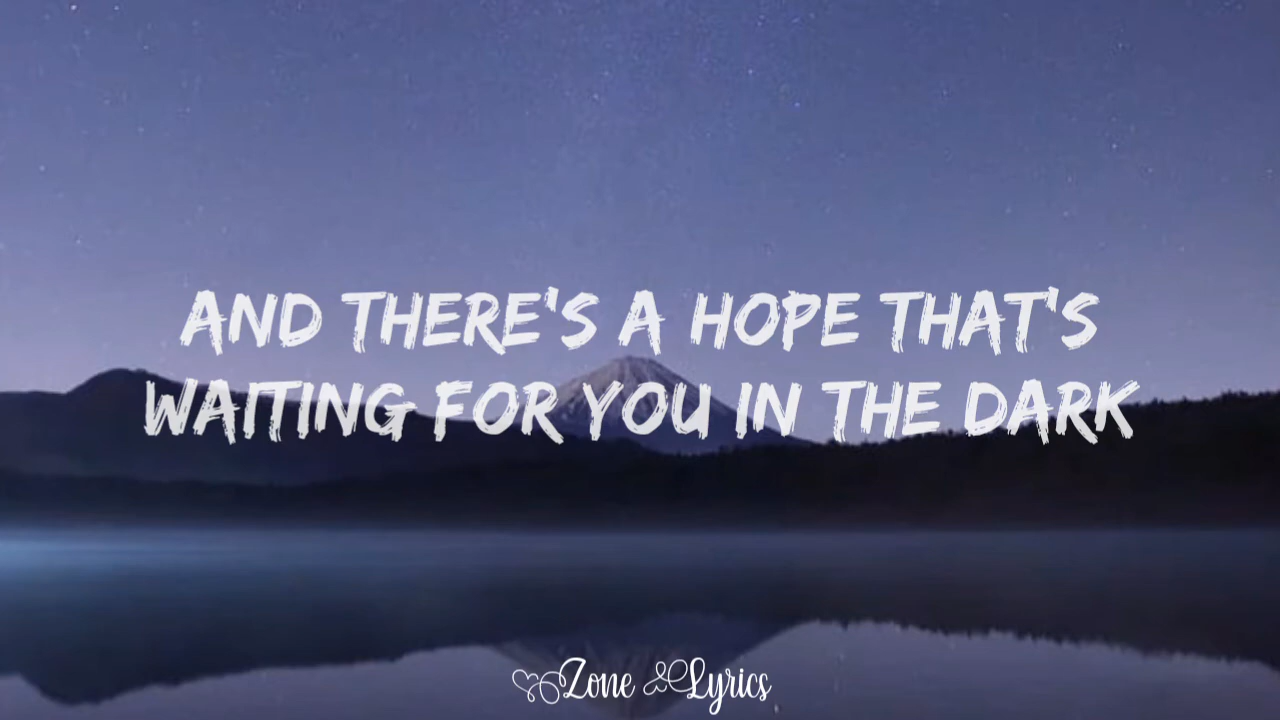 AND THERE'S A HOPE THAT'S
WAITING FOR YOU IN THE DARK
Zone Lyrics